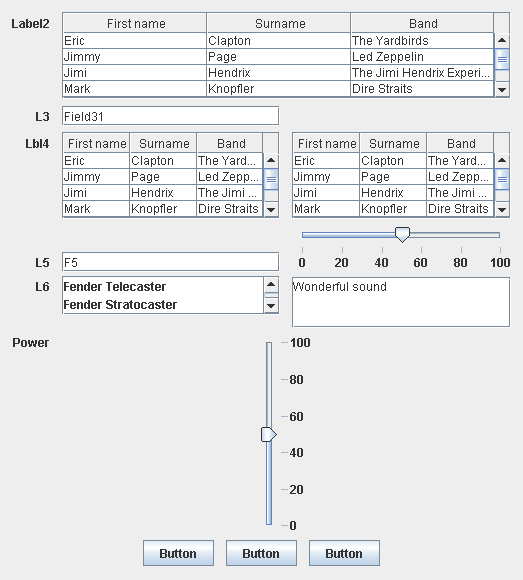 Label2 First name Surname Band
Eric Clapton The Yardbirds
Jimmy Page Led Zeppelin
Jimi Hendrix The Jimi Hendrix Experi...
Mark Knopfler Dire Straits
L3 Field31
Lbl4 First name Surname Band First name Surname Band
Eric Clapton The Yard... Eric Clapton The Yard...
Jimmy Page Led Zepp... Jimmy Page Led Zepp...
Jimi Hendrix The Jimi ... Jimi Hendrix The Jimi ...
Mark Knopfler Dire Straits Mark Knopfler Dire Straits
L5 F5 0 20 40 60 80 100
L6 Fender Telecaster Wonderful sound
Fender Stratocaster
Power 100
80
60
40
20
0
Button Button Button